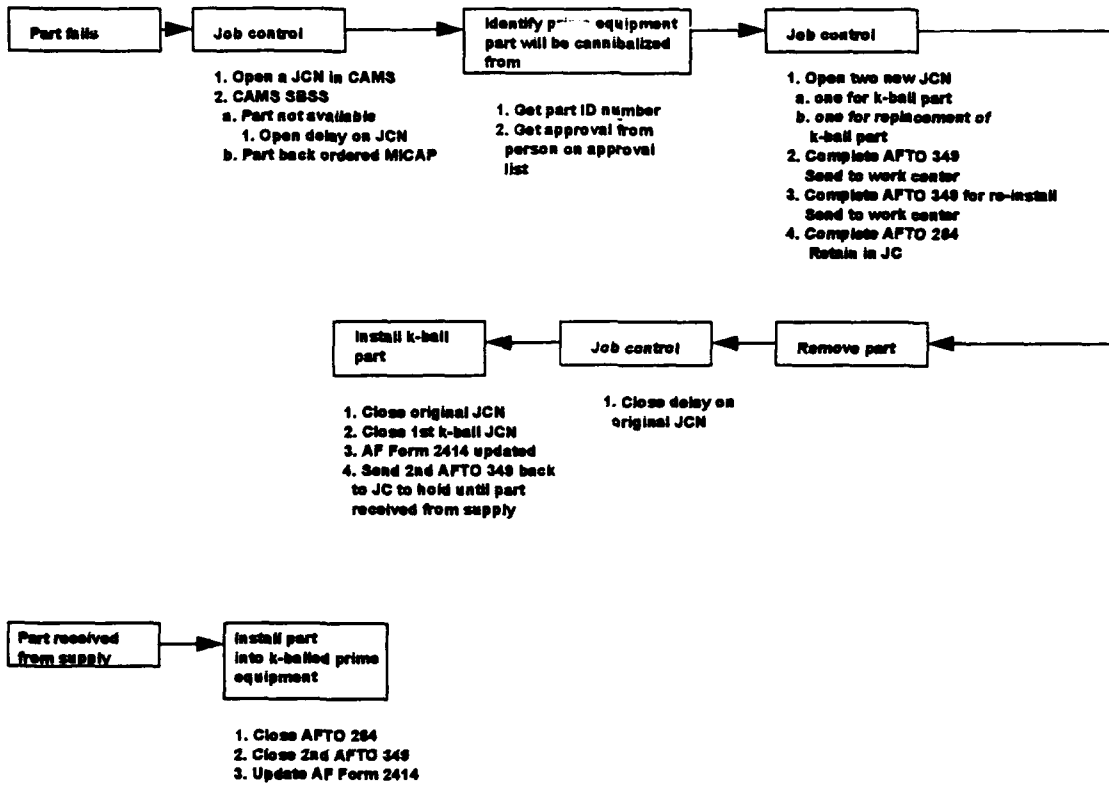 Part fails
Job control
1. Open a JCN in CAMS
2. CAMS SBSS
a. Part not available
1. Open delay on JCN
b. Part back ordered MICAP
Identify prime equipment
part will be cannibalized
from
1. Get part ID number
2. Get approval from
person on approval
list
Job control
1. Open two new JCN
a. one for k-ball part
b. one for replacement of
k-ball part
2. Complete AFTO 349
Send to work center
3. Complete AFTO 349 for re-install
Send to work center
4. Complete AFTO 264
Retain in JC
Remove part
Job control
1. Close delay on
original JCN
Install k-ball
part
1. Close original JCN
2. Close 1st k-ball JCN
3. AF Form 2414 updated
4. Send 2nd AFTO 349 back
to JC to hold until part
received from supply
Part received
from supply
Install part
into k-balled prime
equipment
1. Close AFTO 264
2. Close 2nd AFTO 349
3. Update AF Form 2414